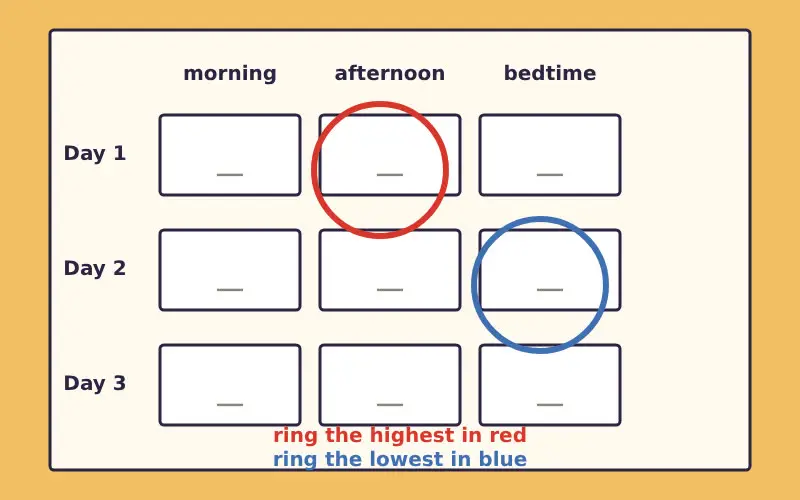 morning afternoon bedtime
Day 1
Day 2
Day 3
ring the highest in red
ring the lowest in blue